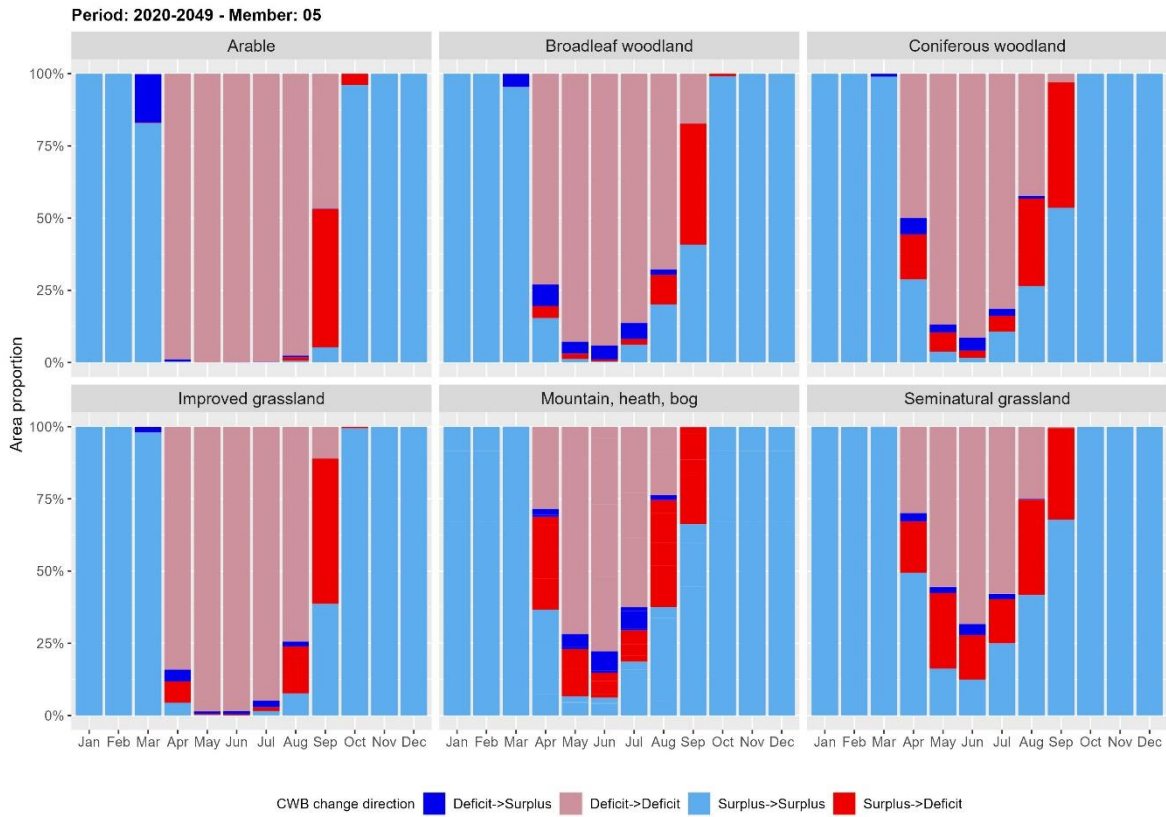 Period: 2020-2049 - Member: 05
Arable
Broadleaf woodland
Coniferous woodland
100%
75%
50%
25%
0%
Improved grassland
Mountain, heath, bog
Seminatural grassland
100%
75%
50%
25%
0%
Area proportion
Jan Feb Mar Apr May Jun Jul Aug Sep Oct Nov Dec
Jan Feb Mar Apr May Jun Jul Aug Sep Oct Nov Dec
Jan Feb Mar Apr May Jun Jul Aug Sep Oct Nov Dec
CWB change direction Deficit->Surplus Deficit->Deficit Surplus->Surplus Surplus->Deficit